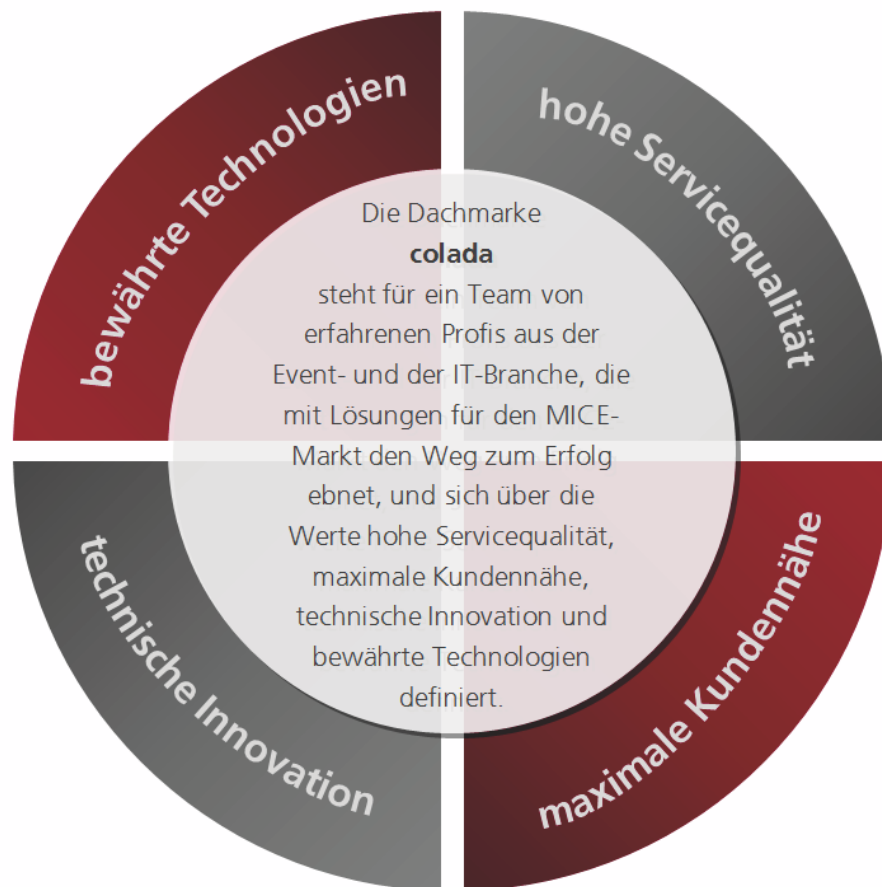 bewährte Technologien
hohe Servicequalität
Die Dachmarke
colada
steht für ein Team von
erfahrenen Profis aus der
Event- und der IT-Branche, die
mit Lösungen für den MICE-
Markt den Weg zum Erfolg
ebnet, und sich über die
Werte hohe Servicequalität,
maximale Kundennähe,
technische Innovation und
bewährte Technologien
definiert.
technische Innovation
maximale Kundennähe